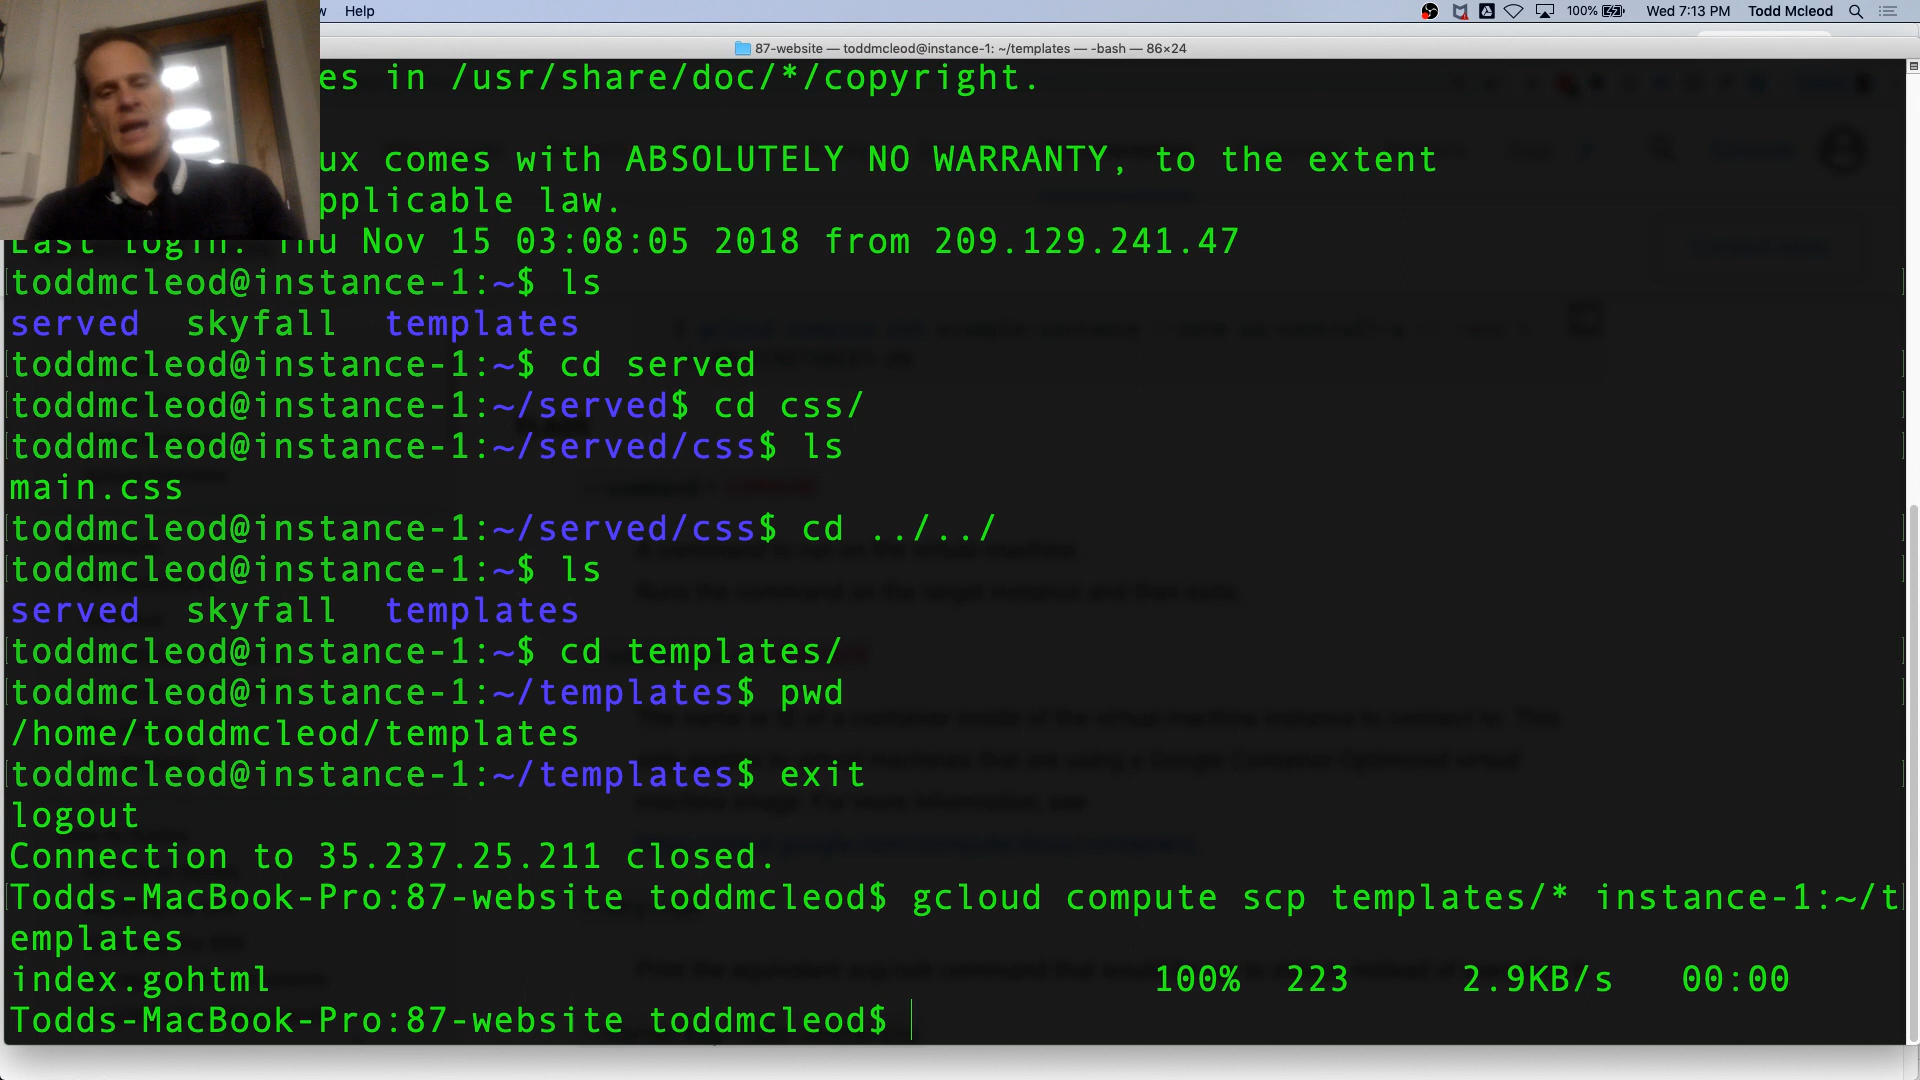 w Help 100% Wed 7:13 PM Todd Mcleod
87-website — toddmcleod@instance-1: ~/templates — -bash — 86×24
es in /usr/share/doc/*/copyright.
ux comes with ABSOLUTELY NO WARRANTY, to the extent
pplicable law.
Last login: Thu Nov 15 03:08:05 2018 from 209.129.241.47
toddmcleod@instance-1:~$ ls
served skyfall templates
toddmcleod@instance-1:~$ cd served
toddmcleod@instance-1:~/served$ cd css/
toddmcleod@instance-1:~/served/css$ ls
main.css
toddmcleod@instance-1:~/served/css$ cd ../../
toddmcleod@instance-1:~$ ls
served skyfall templates
toddmcleod@instance-1:~$ cd templates/
toddmcleod@instance-1:~/templates$ pwd
/home/toddmcleod/templates
toddmcleod@instance-1:~/templates$ exit
logout
Connection to 35.237.25.211 closed.
Todds-MacBook-Pro:87-website toddmcleod$ gcloud compute scp templates/* instance-1:~/t
emplates
index.gohtml 100% 223 2.9KB/s 00:00
Todds-MacBook-Pro:87-website toddmcleod$